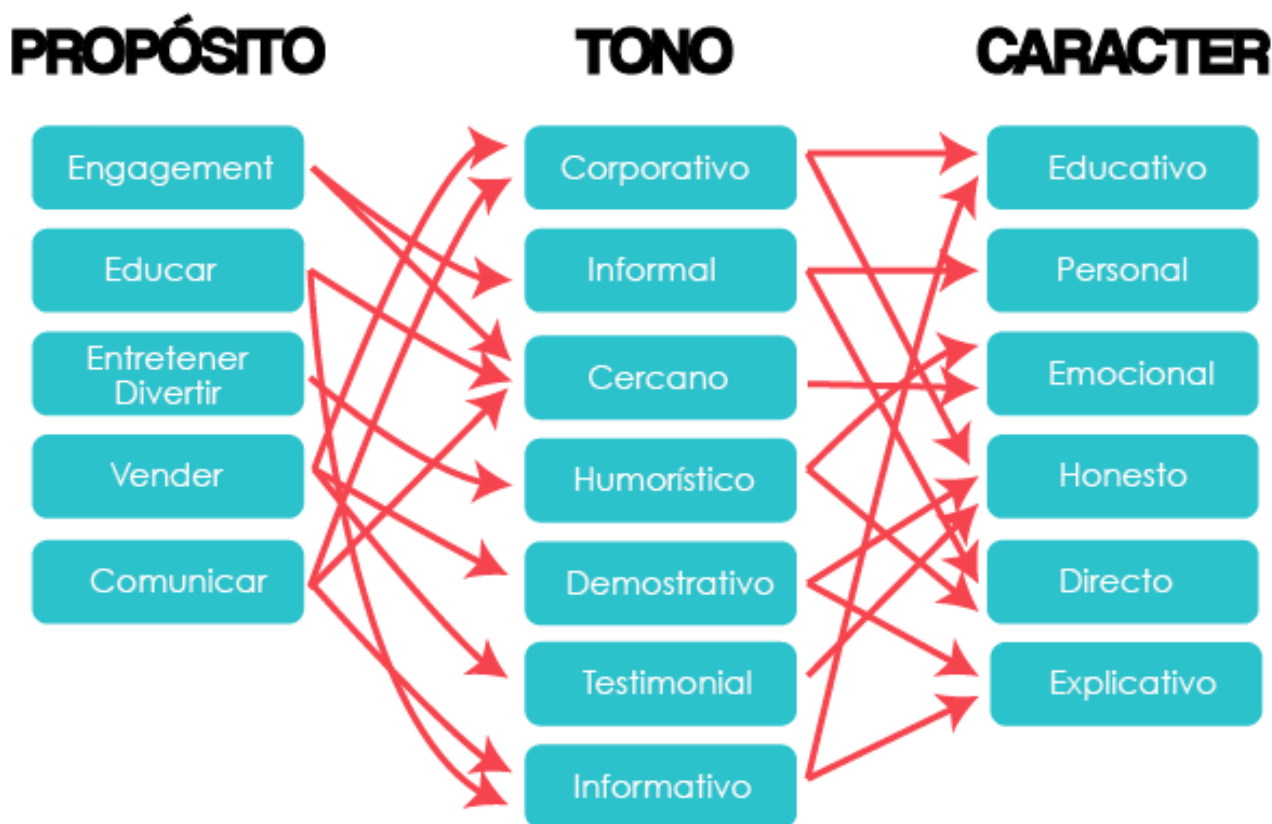 PROPÓSITO
TONO
CARACTER
Engagement
Educar
Entretener
Divertir
Vender
Comunicar
Corporativo
Informal
Cercano
Humorístico
Demostrativo
Testimonial
Informativo
Educativo
Personal
Emocional
Honesto
Directo
Explicativo